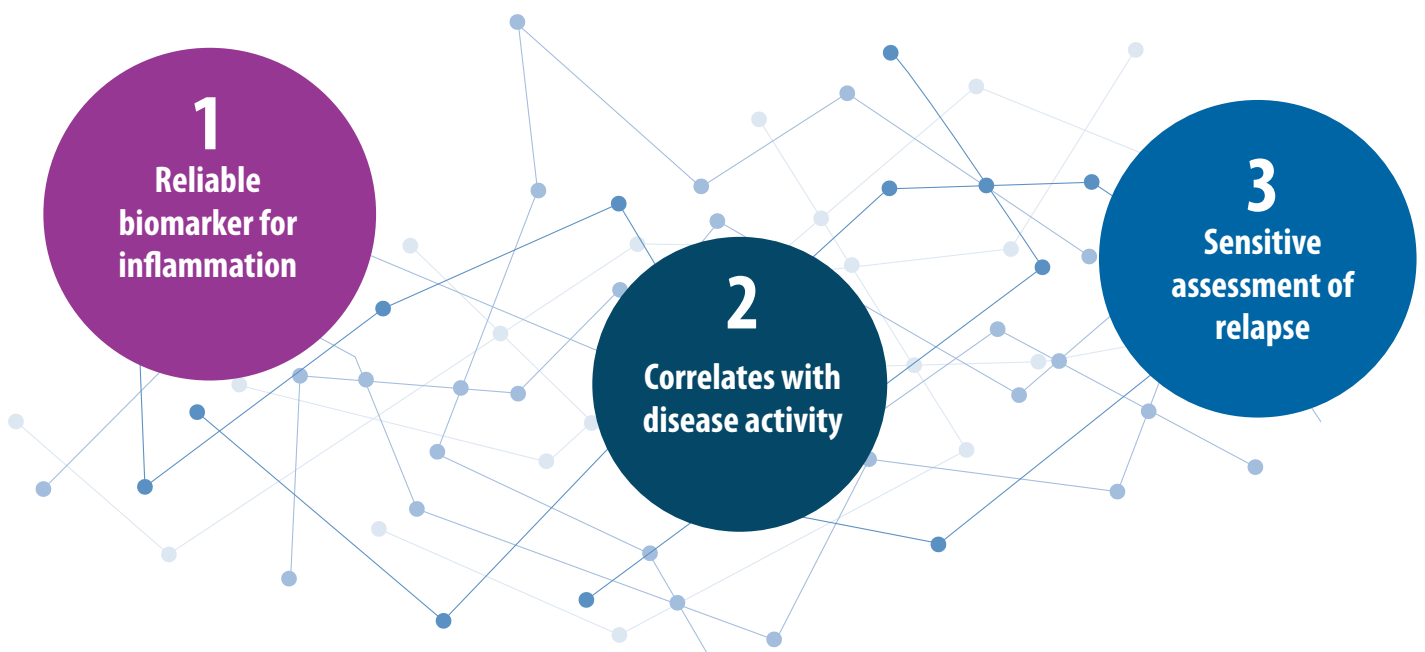 1
Reliable
biomarker for
inflammation
2
Correlates with
disease activity
3
Sensitive
assessment of
relapse